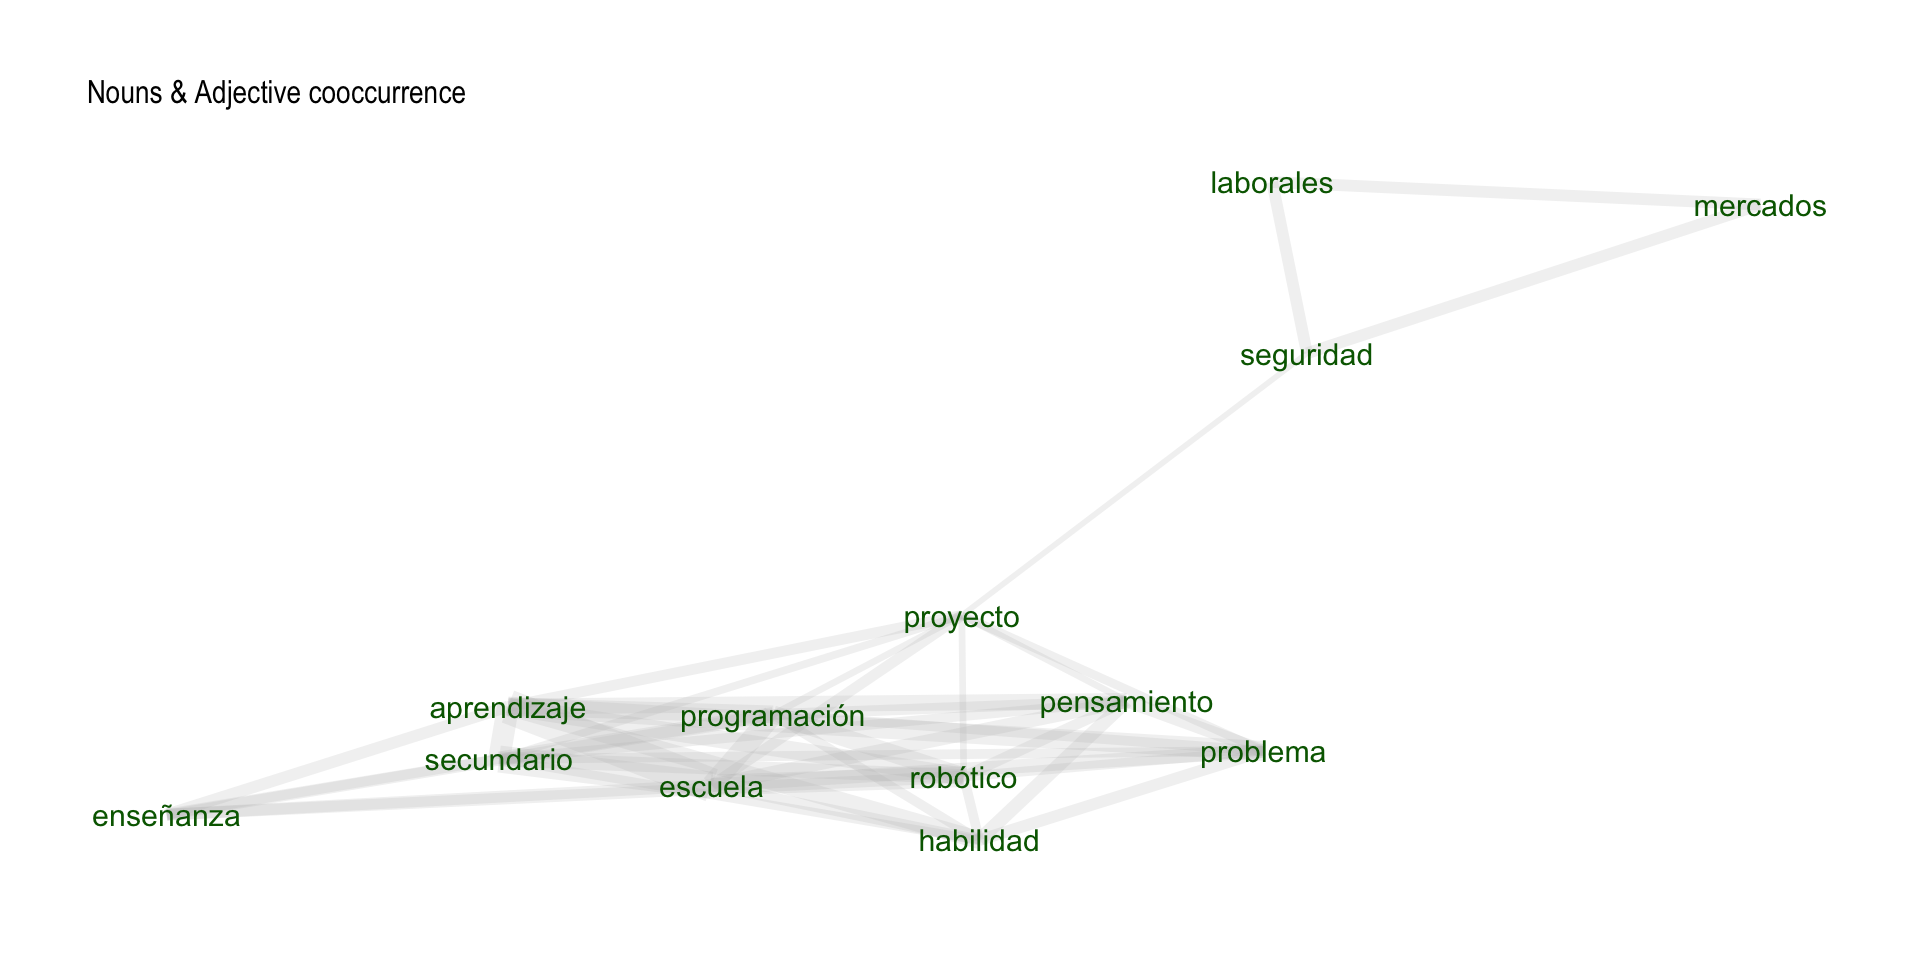 Nouns & Adjective cooccurrence
laborales
mercados
seguridad
proyecto
aprendizaje
programación
pensamiento
secundario
problema
escuela
robótico
enseñanza
habilidad